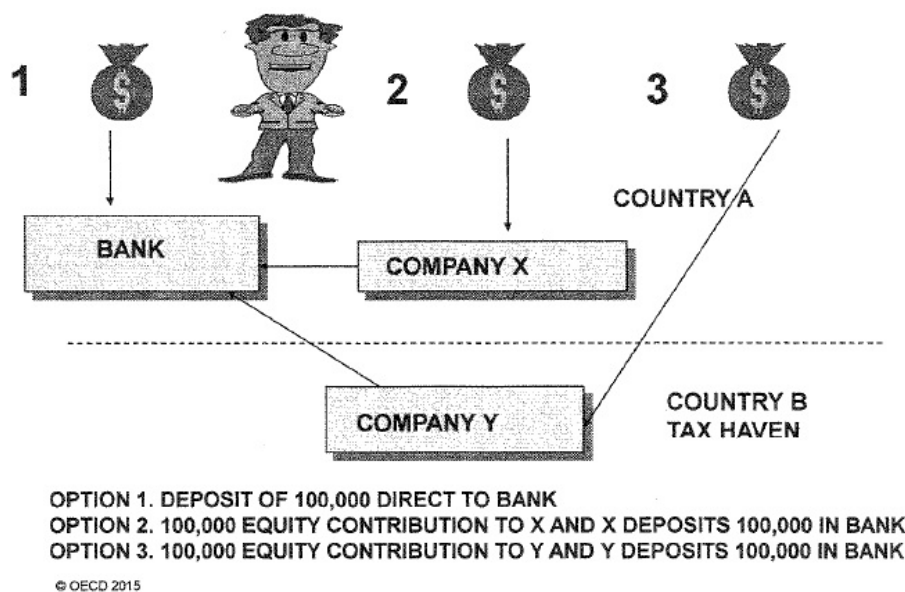 1
$
2
$
3
$
COUNTRY A
BANK
COMPANY X
COMPANY Y
COUNTRY B
TAX HAVEN
OPTION 1. DEPOSIT OF 100,000 DIRECT TO BANK
OPTION 2. 100,000 EQUITY CONTRIBUTION TO X AND X DEPOSITS 100,000 IN BANK
OPTION 3. 100,000 EQUITY CONTRIBUTION TO Y AND Y DEPOSITS 100,000 IN BANK
© OECD 2015